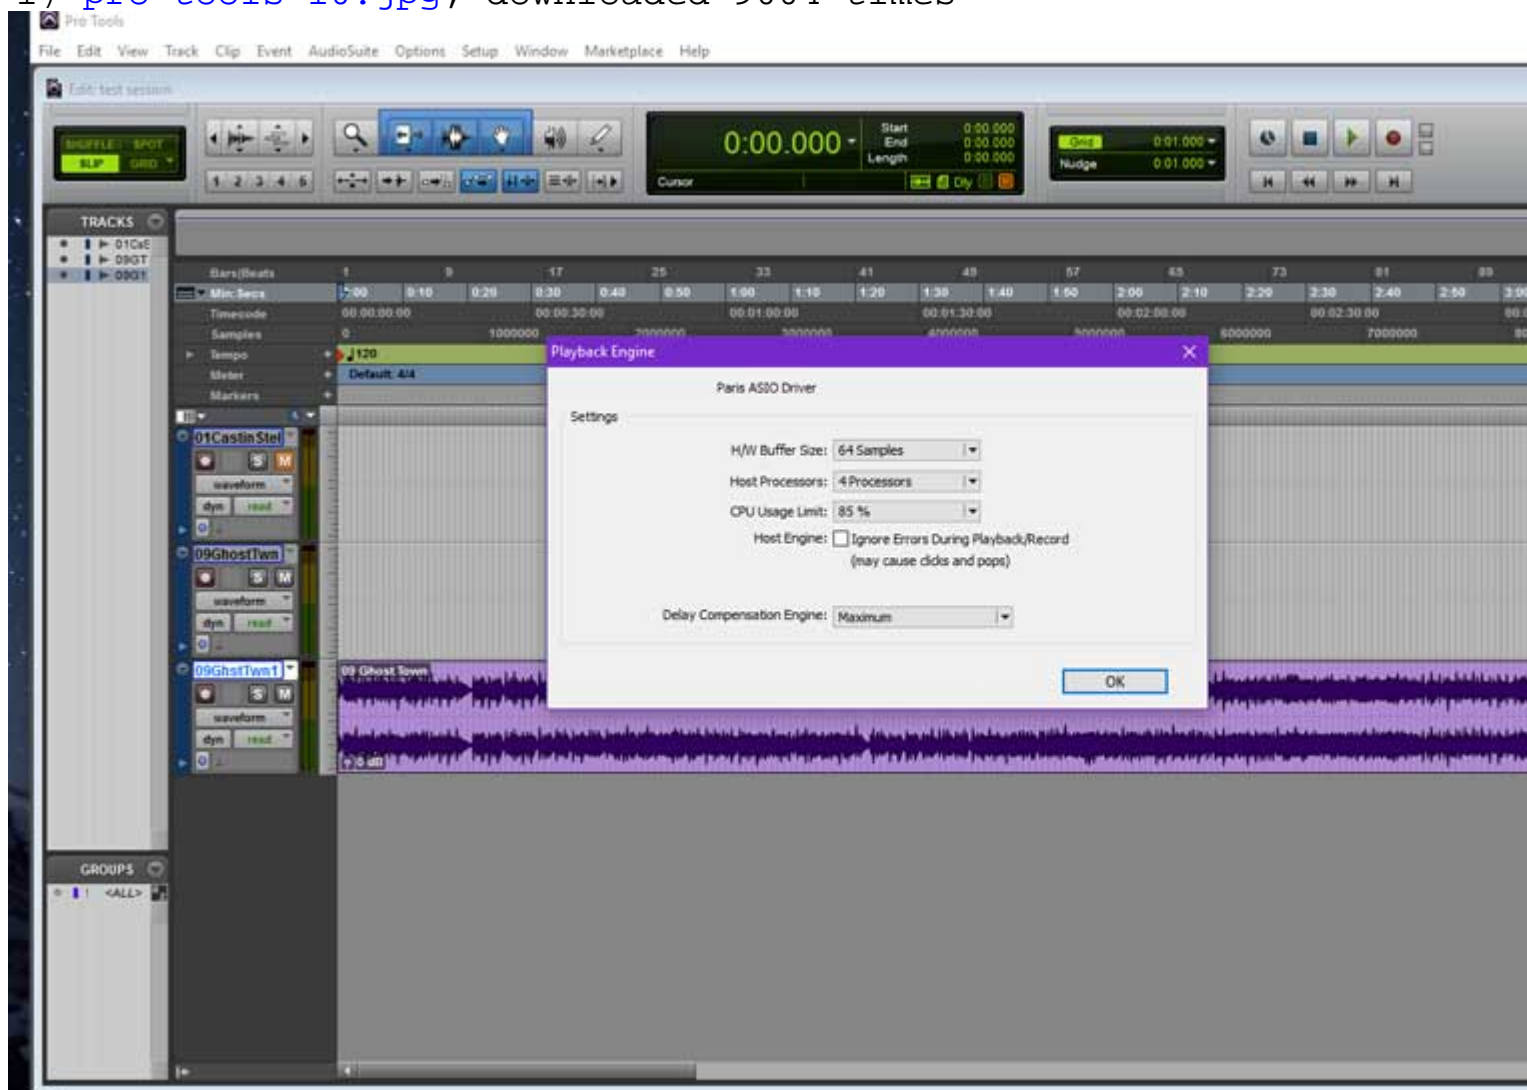 Pro Tools
File Edit View Track Clip Event AudioSuite Options Setup Window Marketplace Help
Edit: test session
SHUFFLE SPOT
SLIP GRID
1 2 3 4 5
0:00.000
Start 0:00.000
End 0:00.000
Length 0:00.000
Cursor
Dly
Grid 0:01.000
Nudge 0:01.000
TRACKS
01CsS
09GT
09GT
Bars|Beats 1 9 17 25 33 41 49 57 65 73 81 89
Min:Secs 0:00 0:10 0:20 0:30 0:40 0:50 1:00 1:10 1:20 1:30 1:40 1:50 2:00 2:10 2:20 2:30 2:40 2:50 3:00
Timecode 00:00:00:00 00:00:30:00 00:01:00:00 00:01:30:00 00:02:00:00 00:02:30:00
Samples 0 1000000 2000000 3000000 4000000 5000000 6000000 7000000
Tempo 120
Meter Default: 4/4
Markers
Playback Engine
Paris ASIO Driver
Settings
H/W Buffer Size: 64 Samples
Host Processors: 4 Processors
CPU Usage Limit: 85 %
Host Engine: Ignore Errors During Playback/Record
(may cause clicks and pops)
Delay Compensation Engine: Maximum
OK
01CastinStel
S M
waveform
dyn read
09GhostTwn
S M
waveform
dyn read
09GhstTwn1
S M
waveform
dyn read
09 Ghost Town
0 dB
GROUPS
! <ALL>